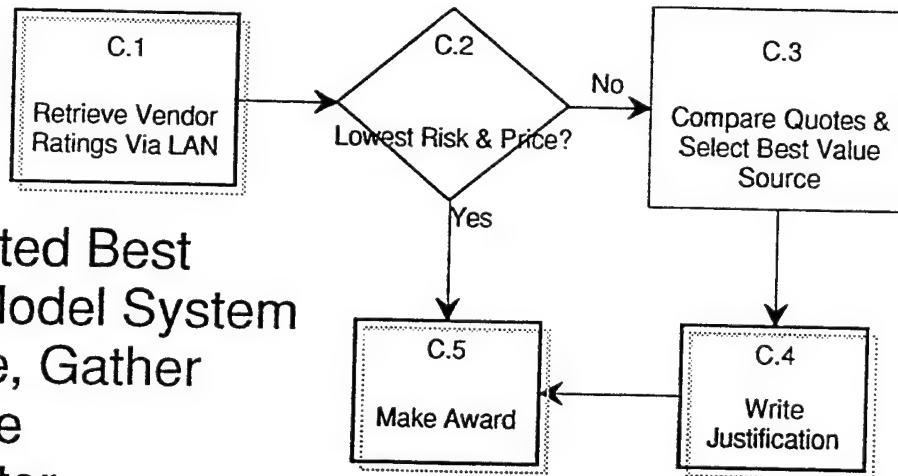 C.1
Retrieve Vendor
Ratings Via LAN
C.2
Lowest Risk & Price?
No
C.3
Compare Quotes &
Select Best Value
Source
Yes
ted Best
odel System
, Gather
C.5
Make Award
C.4
Write
Justification